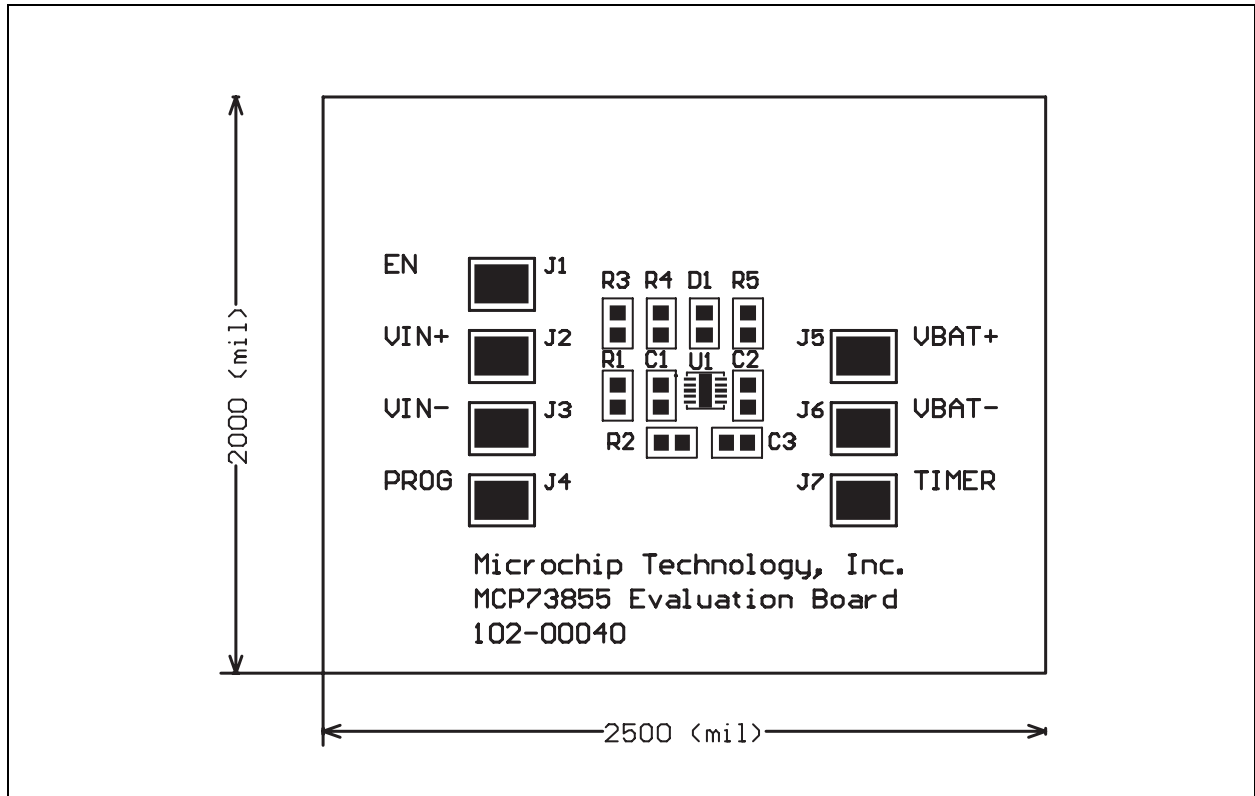 EN
J1
R3 R4 D1 R5
2000 (mil)
VIN+
J2
J5
VBAT+
R1 C1 U1 C2
VIN-
J3
J6
VBAT-
R2
C3
PROG
J4
J7
TIMER
Microchip Technology, Inc.
MCP73855 Evaluation Board
102-00040
2500 (mil)